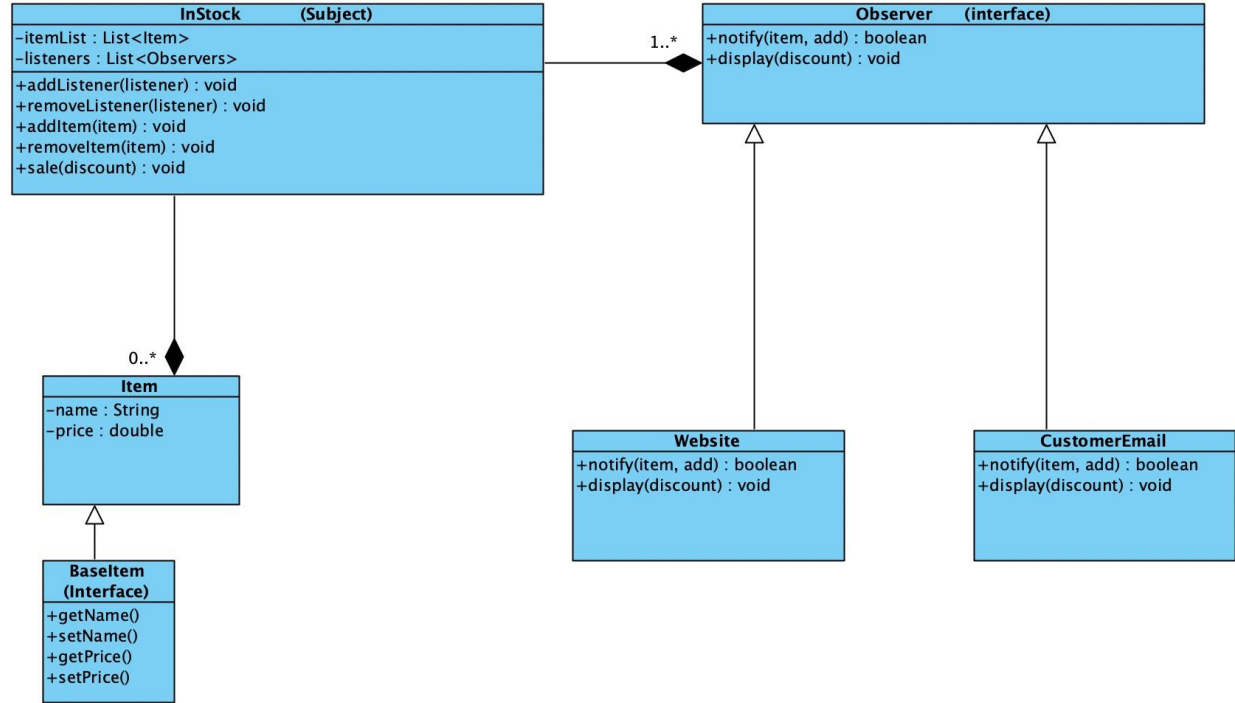 InStock (Subject)
-itemList : List<Item>
-listeners : List<Observers>
+addListener(listener) : void
+removeListener(listener) : void
+addItem(item) : void
+removeItem(item) : void
+sale(discount) : void
1..*
Observer (interface)
+notify(item, add) : boolean
+display(discount) : void
0..*
Item
-name : String
-price : double
BaseItem
(Interface)
+getName()
+setName()
+getPrice()
+setPrice()
Website
+notify(item, add) : boolean
+display(discount) : void
CustomerEmail
+notify(item, add) : boolean
+display(discount) : void